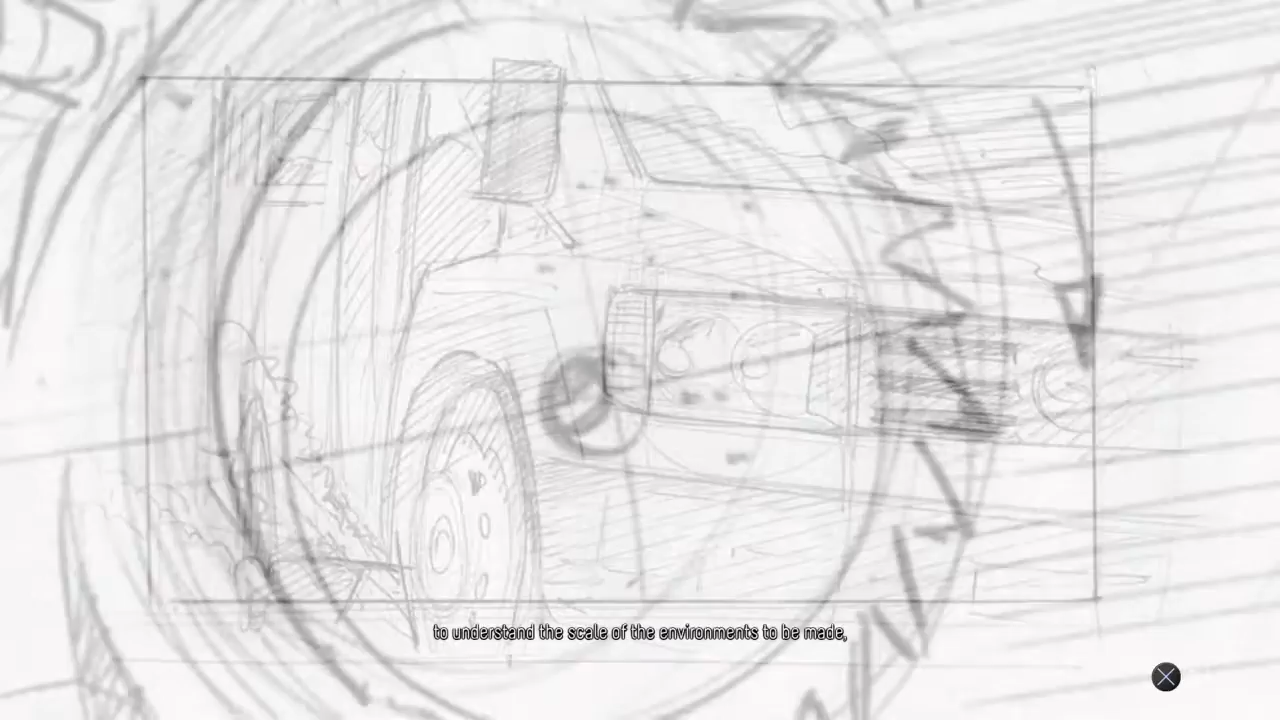 to understand the scale of the environments to be made,